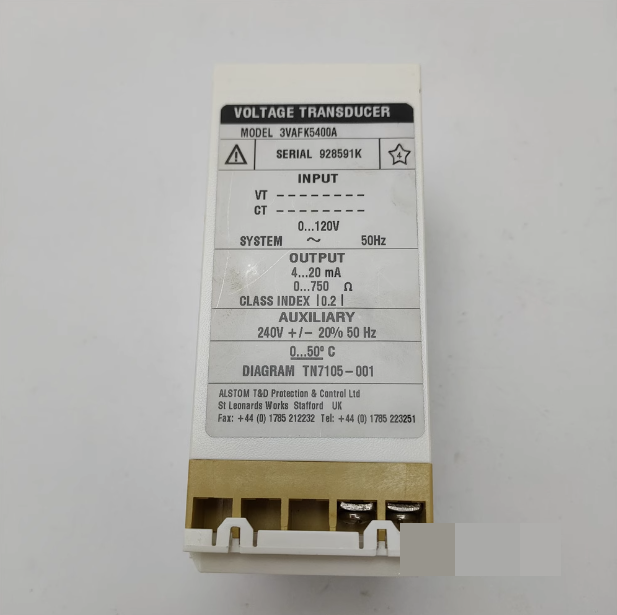 VOLTAGE TRANSDUCER
MODEL 3VAFK5400A
SERIAL 928591K
4
INPUT
VT --------
CT --------
0...120V
SYSTEM ~ 50Hz
OUTPUT
4...20 mA
0...750 Ω
CLASS INDEX |0.2|
AUXILIARY
240V +/- 20% 50 Hz
0...50º C
DIAGRAM TN7105-001
ALSTOM T&D Protection & Control Ltd
St Leonards Works Stafford UK
Fax: +44 (0) 1785 212232 Tel: +44 (0) 1785 223251